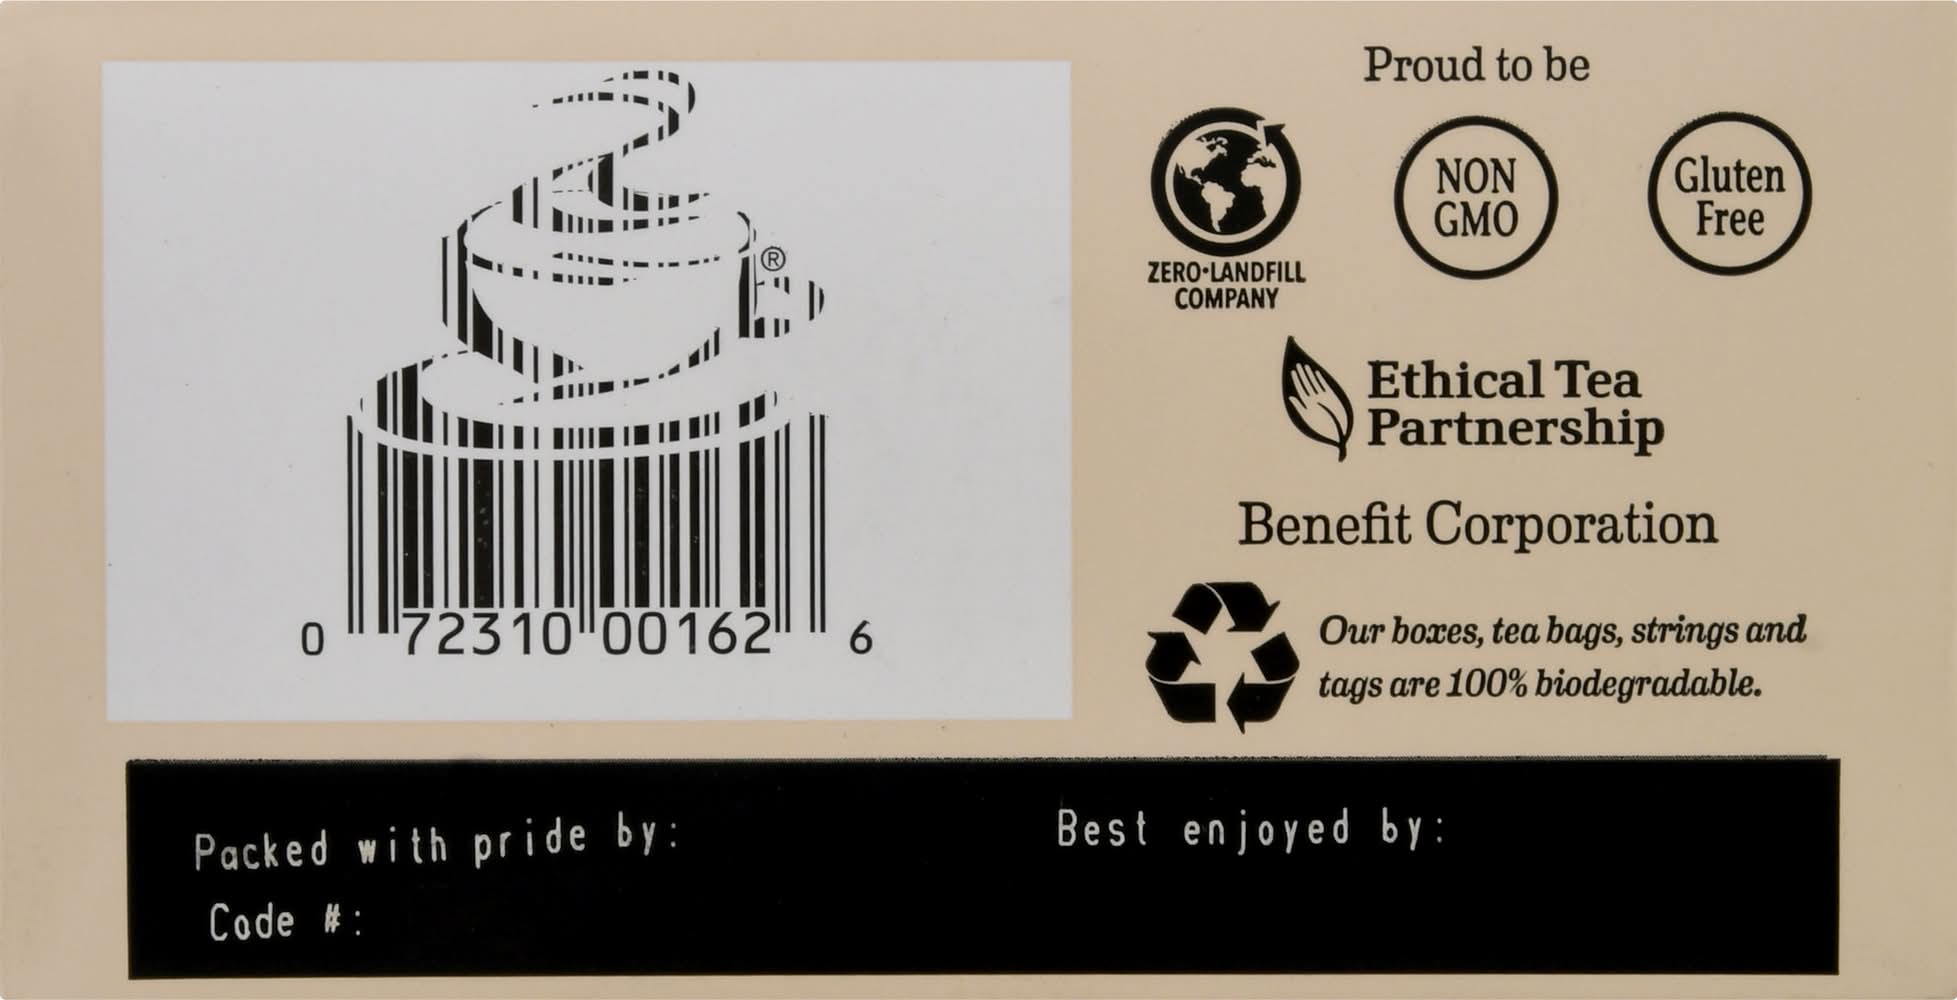 ®
0 72310 00162 6
Proud to be
ZERO•LANDFILL
COMPANY
NON
GMO
Gluten
Free
Ethical Tea
Partnership
Benefit Corporation
Our boxes, tea bags, strings and
tags are 100% biodegradable.
Packed with pride by:
Code #:
Best enjoyed by: